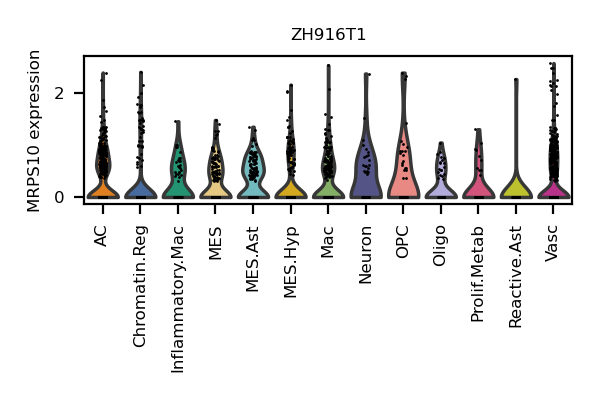 ZH916T1
MRPS10 expression
2
0
AC
Chromatin.Reg
Inflammatory.Mac
MES
MES.Ast
MES.Hyp
Mac
Neuron
OPC
Oligo
Prolif.Metab
Reactive.Ast
Vasc